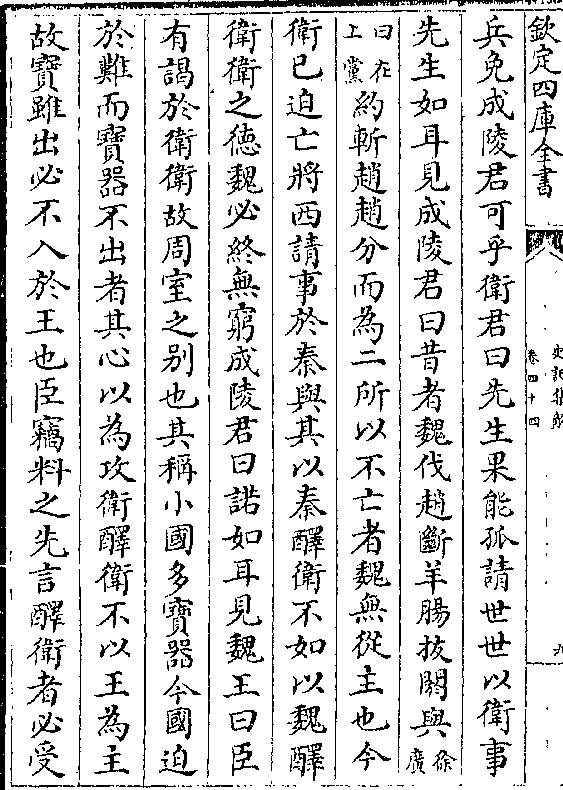 欽定四庫全書
史記集解
卷四十四
九
兵免成陵君可乎衛君曰先生果能孤請世世以衛事
先生如耳見成陵君曰昔者魏伐趙斷羊腸拔閼與徐廣
曰在上黨約斬趙趙分而為二所以不亡者魏無從主也今
衛已迫亡將西請事於秦與其以秦醳衛不如以魏醳
衛衛之徳魏必終無窮成陵君曰諾如耳見魏王曰臣
有謁於衛衛故周室之别也其稱小國多寶器今國迫
於難而寶器不出者其心以為攻衛醳衛不以王為主
故寶雖出必不入於王也臣竊料之先言醳衛者必受